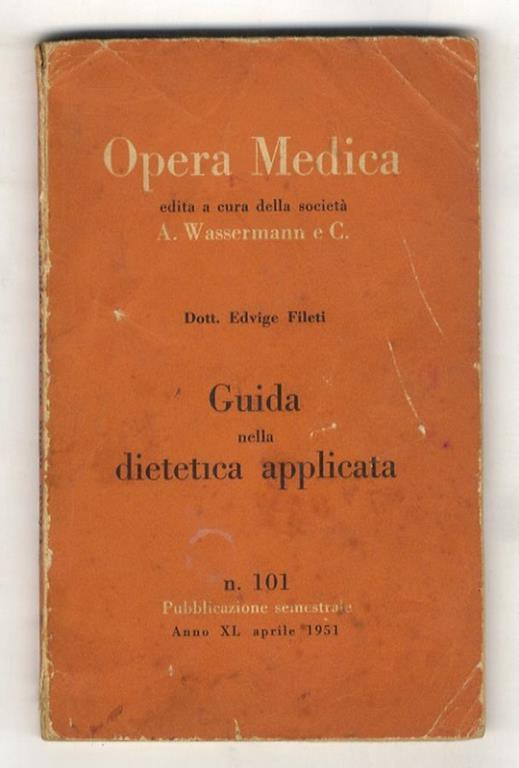 Opera Medica
edita a cura della società
A. Wassermann e C.
Dott. Edvige Fileti
Guida
nella
dietetica applicata
n. 101
Pubblicazione semestrale
Anno XL aprile 1951